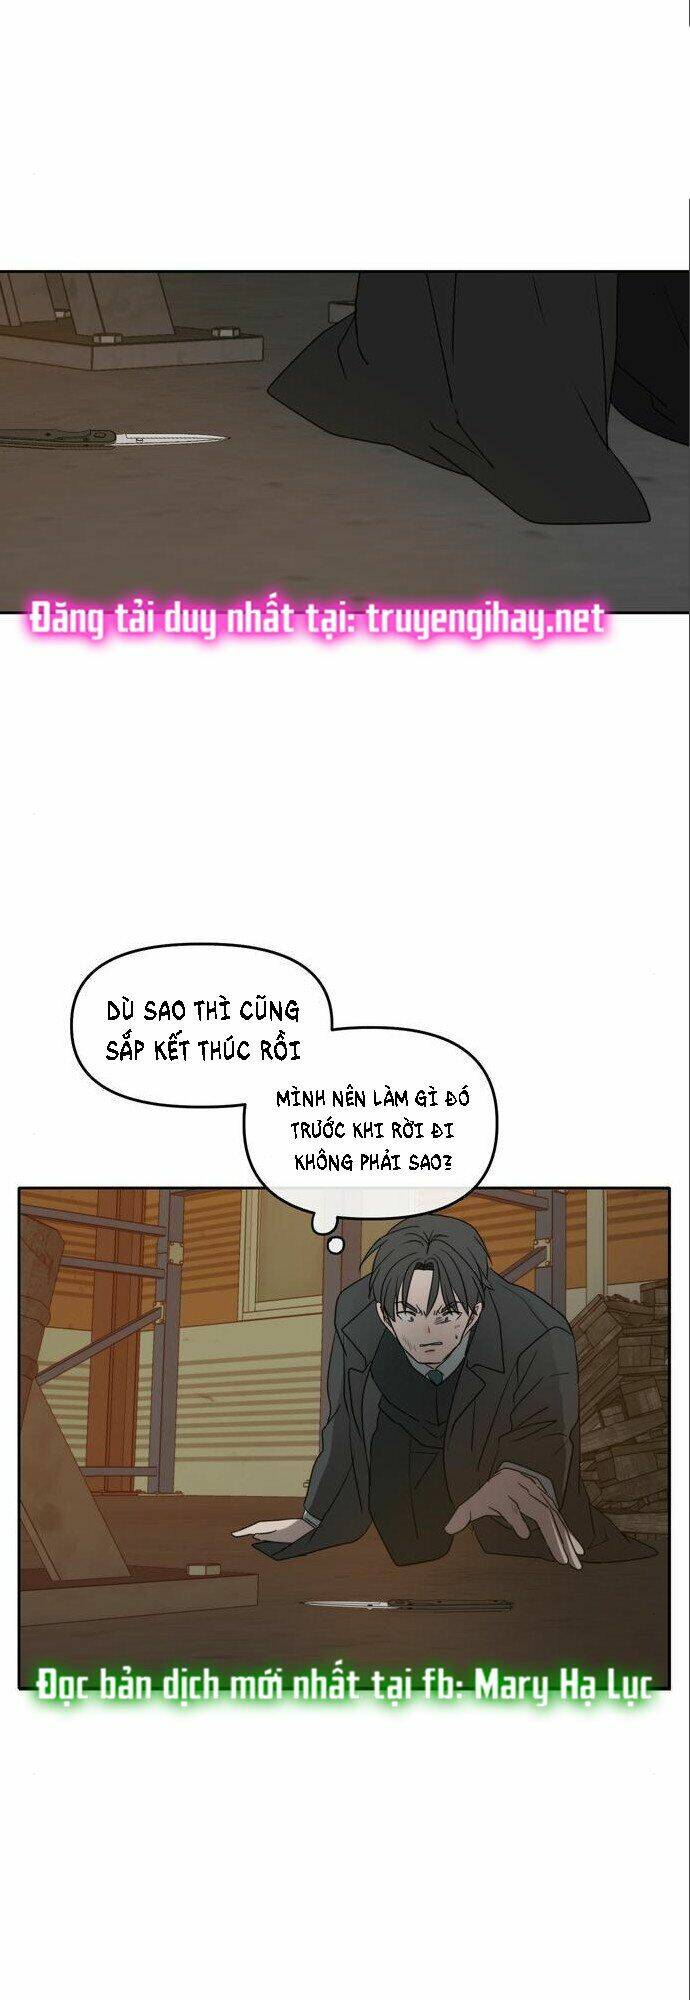 Đăng tải duy nhất tại: truyengihay.net
DÙ SAO THÌ CŨNG
SẮP KẾT THÚC RỒI
MÌNH NÊN LÀM GÌ ĐÓ
TRƯỚC KHI RỜI ĐI
KHÔNG PHẢI SAO?
Đọc bản dịch mới nhất tại fb: Mary Hạ Lục